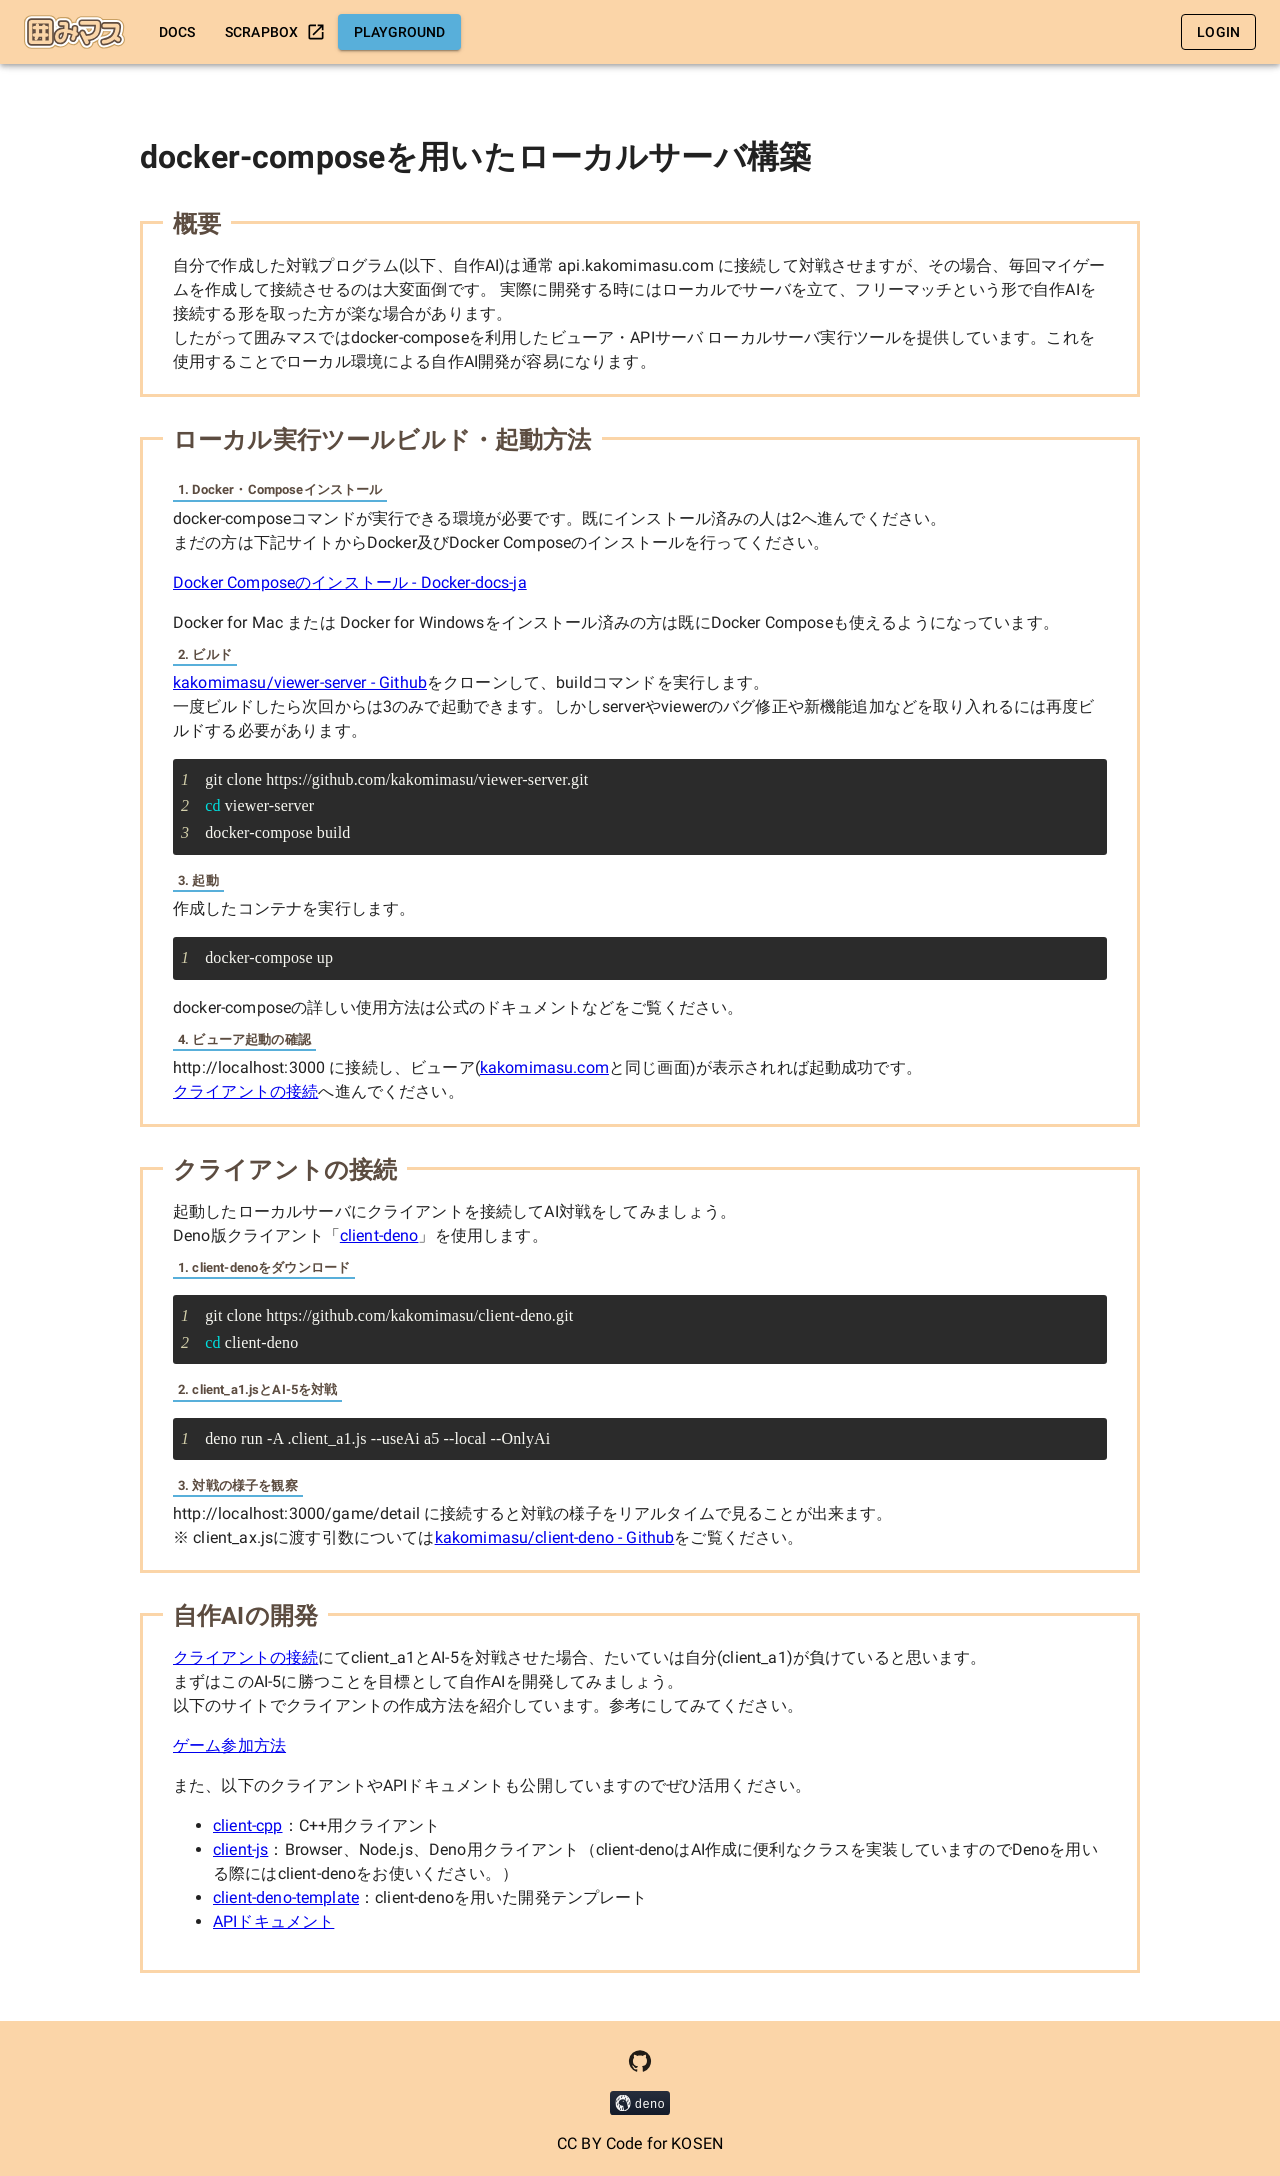 囲みマス DOCS SCRAPBOX PLAYGROUND LOGIN
docker-composeを用いたローカルサーバ構築
概要
自分で作成した対戦プログラム(以下、自作AI)は通常 api.kakomimasu.com に接続して対戦させますが、その場合、毎回マイゲー
ムを作成して接続させるのは大変面倒です。 実際に開発する時にはローカルでサーバを立て、フリーマッチという形で自作AIを
接続する形を取った方が楽な場合があります。
したがって囲みマスではdocker-composeを利用したビューア・APIサーバ ローカルサーバ実行ツールを提供しています。これを
使用することでローカル環境による自作AI開発が容易になります。
ローカル実行ツールビルド・起動方法
1. Docker・Composeインストール
docker-composeコマンドが実行できる環境が必要です。既にインストール済みの人は2へ進んでください。
まだの方は下記サイトからDocker及びDocker Composeのインストールを行ってください。
Docker Composeのインストール - Docker-docs-ja
Docker for Mac または Docker for Windowsをインストール済みの方は既にDocker Composeも使えるようになっています。
2. ビルド
kakomimasu/viewer-server - Githubをクローンして、buildコマンドを実行します。
一度ビルドしたら次回からは3のみで起動できます。しかしserverやviewerのバグ修正や新機能追加などを取り入れるには再度ビ
ルドする必要があります。
1 git clone https://github.com/kakomimasu/viewer-server.git
2 cd viewer-server
3 docker-compose build
3. 起動
作成したコンテナを実行します。
1 docker-compose up
docker-composeの詳しい使用方法は公式のドキュメントなどをご覧ください。
4. ビューア起動の確認
http://localhost:3000 に接続し、ビューア(kakomimasu.comと同じ画面)が表示されれば起動成功です。
クライアントの接続へ進んでください。
クライアントの接続
起動したローカルサーバにクライアントを接続してAI対戦をしてみましょう。
Deno版クライアント「client-deno」を使用します。
1. client-denoをダウンロード
1 git clone https://github.com/kakomimasu/client-deno.git
2 cd client-deno
2. client_a1.jsとAI-5を対戦
1 deno run -A .client_a1.js --useAi a5 --local --OnlyAi
3. 対戦の様子を観察
http://localhost:3000/game/detail に接続すると対戦の様子をリアルタイムで見ることが出来ます。
※ client_ax.jsに渡す引数についてはkakomimasu/client-deno - Githubをご覧ください。
自作AIの開発
クライアントの接続にてclient_a1とAI-5を対戦させた場合、たいていは自分(client_a1)が負けていると思います。
まずはこのAI-5に勝つことを目標として自作AIを開発してみましょう。
以下のサイトでクライアントの作成方法を紹介しています。参考にしてみてください。
ゲーム参加方法
また、以下のクライアントやAPIドキュメントも公開していますのでぜひ活用ください。
• client-cpp：C++用クライアント
• client-js：Browser、Node.js、Deno用クライアント（client-denoはAI作成に便利なクラスを実装していますのでDenoを用い
る際にはclient-denoをお使いください。）
• client-deno-template：client-denoを用いた開発テンプレート
• APIドキュメント
deno
CC BY Code for KOSEN